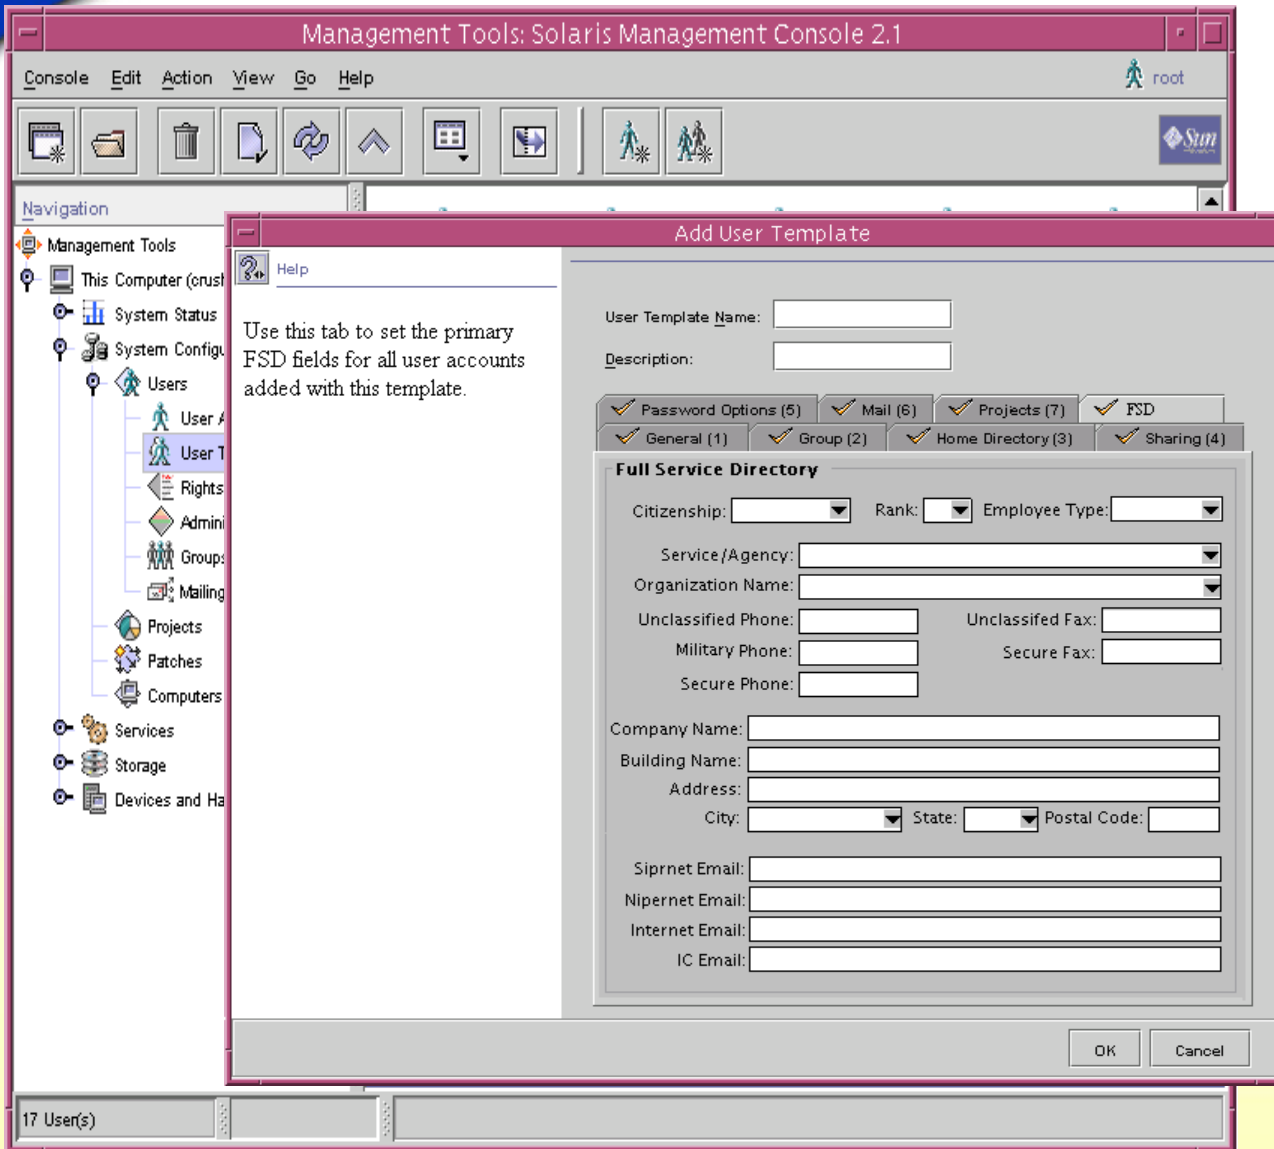 Management Tools: Solaris Management Console 2.1
Console Edit Action View Go Help
root
Sun
Navigation
Management Tools
This Computer (crus
System Status
System Configu
Users
User A
User T
Rights
Admini
Groups
Mailing
Projects
Patches
Computers
Services
Storage
Devices and Ha
17 User(s)
Add User Template
Help
Use this tab to set the primary
FSD fields for all user accounts
added with this template.
User Template Name:
Description:
Password Options (5) Mail (6) Projects (7) FSD
General (1) Group (2) Home Directory (3) Sharing (4)
Full Service Directory
Citizenship: Rank: Employee Type:
Service/Agency:
Organization Name:
Unclassified Phone: Unclassifed Fax:
Military Phone: Secure Fax:
Secure Phone:
Company Name:
Building Name:
Address:
City: State: Postal Code:
Siprnet Email:
Nipernet Email:
Internet Email:
IC Email:
OK Cancel